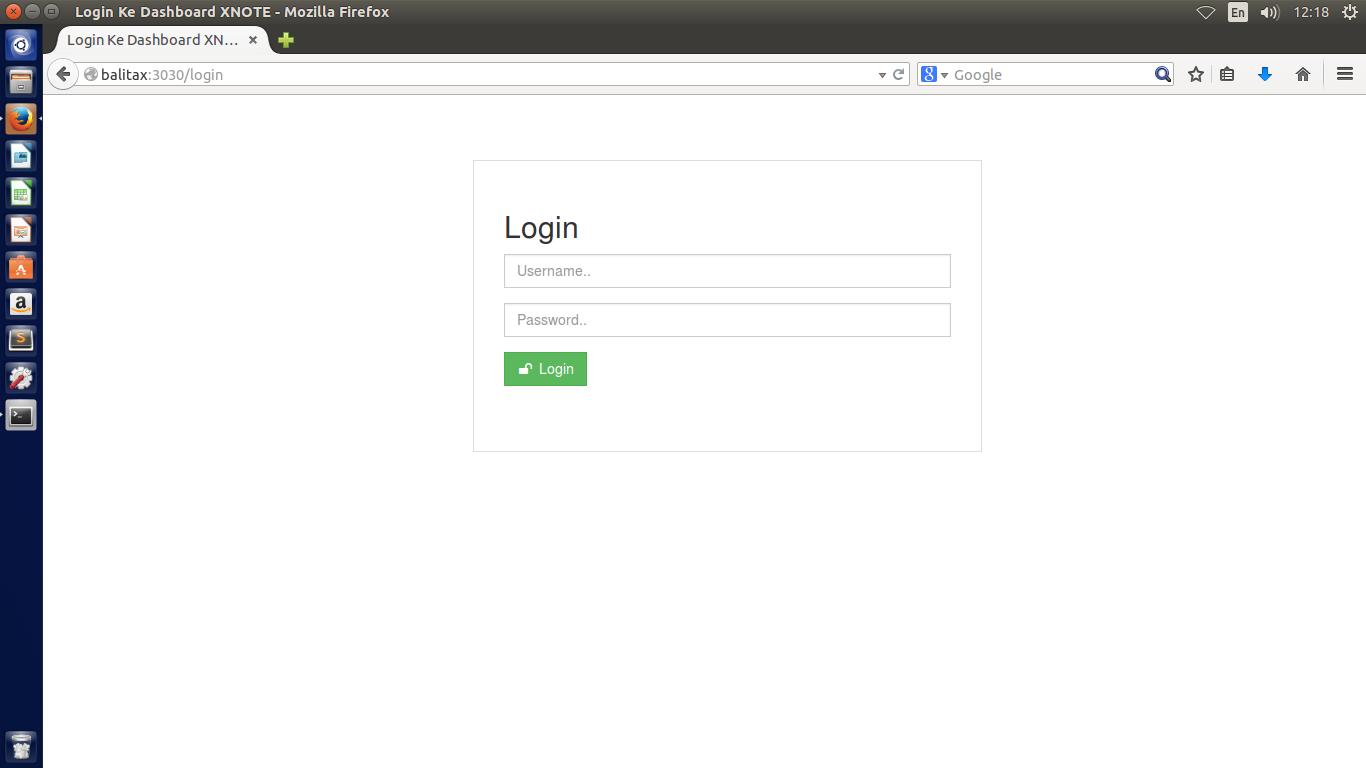 Login Ke Dashboard XNOTE - Mozilla Firefox
En
12:18
Login Ke Dashboard XN...
balitax:3030/login
Google
Login
Username..
Password..
Login